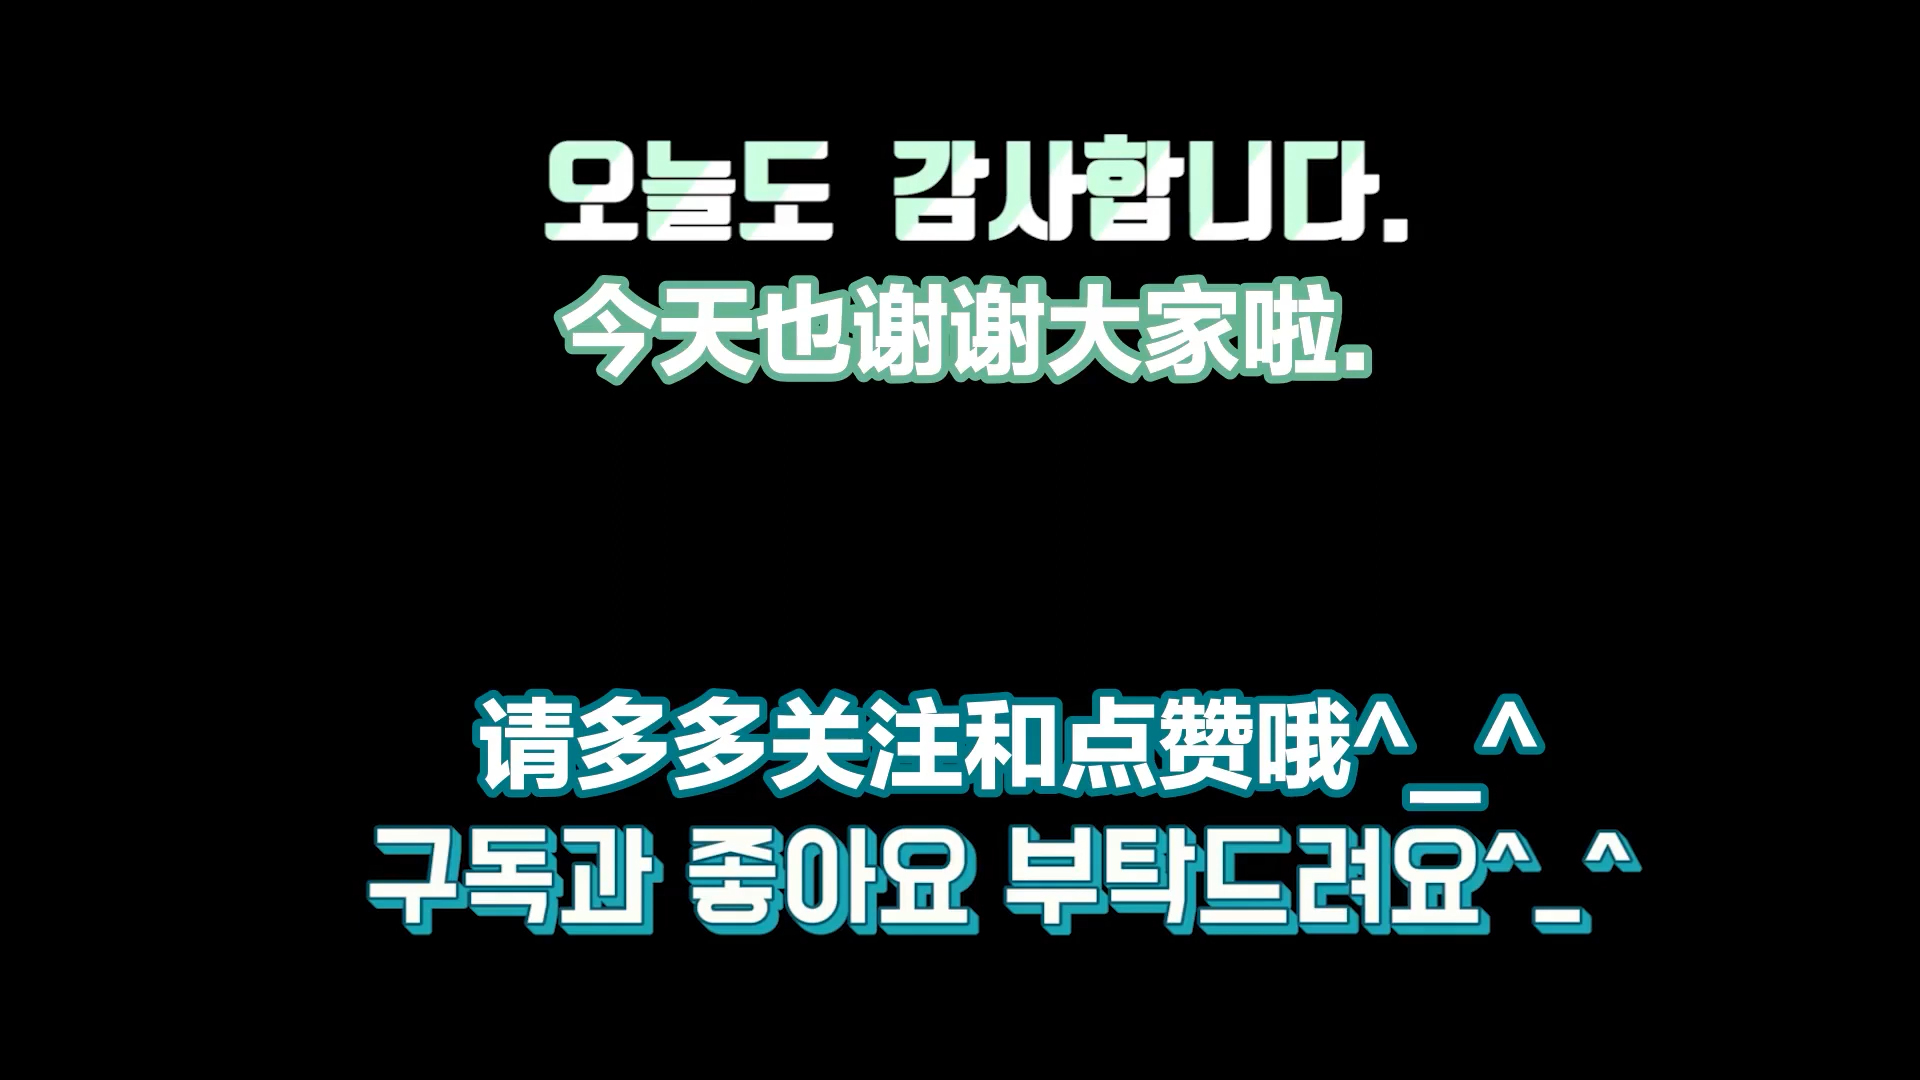 오늘도 감사합니다.
今天也谢谢大家啦.
请多多关注和点赞哦^_^
구독과 좋아요 부탁드려요^_^